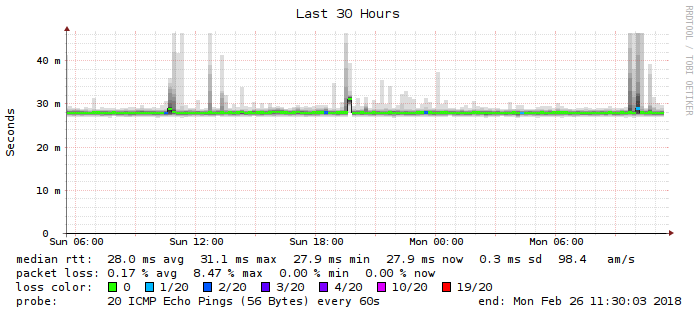 Last 30 Hours
RRDTOOL / TOBI OETIKER
Seconds
40 m
30 m
20 m
10 m
0
Sun 06:00 Sun 12:00 Sun 18:00 Mon 00:00 Mon 06:00
median rtt: 28.0 ms avg 31.1 ms max 27.9 ms min 27.9 ms now 0.3 ms sd 98.4 am/s
packet loss: 0.17 % avg 8.47 % max 0.00 % min 0.00 % now
loss color: 0 1/20 2/20 3/20 4/20 10/20 19/20
probe: 20 ICMP Echo Pings (56 Bytes) every 60s end: Mon Feb 26 11:30:03 2018